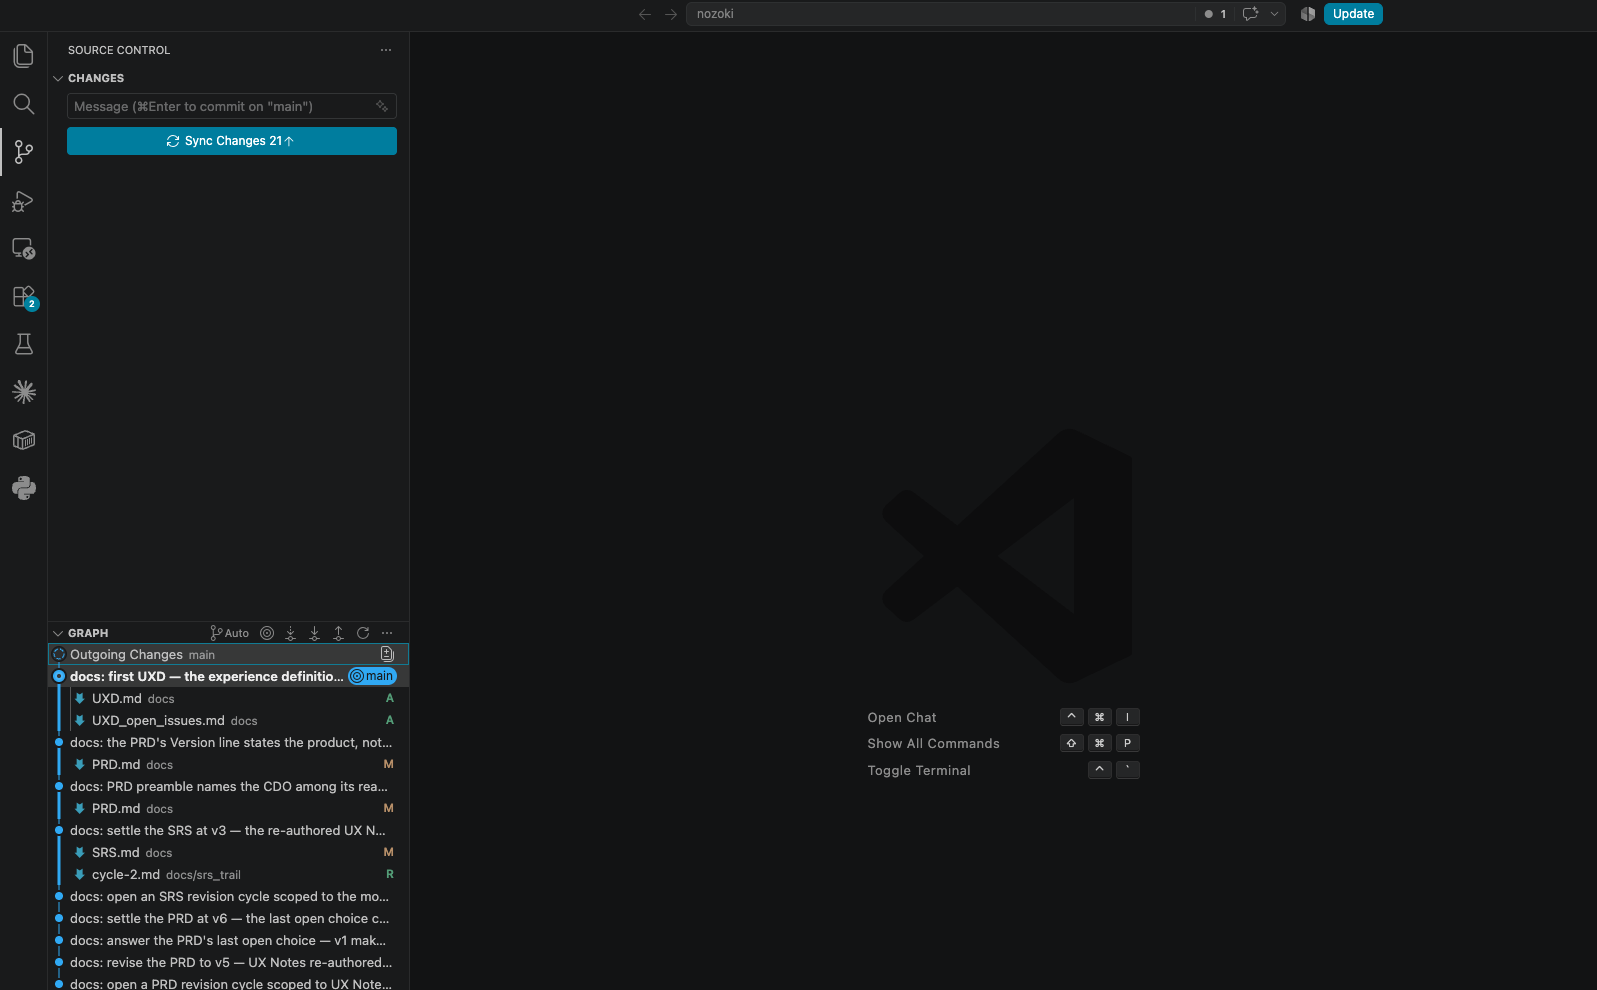 nozoki
1
Update
SOURCE CONTROL
CHANGES
Message (⌘Enter to commit on "main")
Sync Changes 21↑
2
GRAPH
Auto
Outgoing Changes main
docs: first UXD — the experience definitio... main
UXD.md docs A
UXD_open_issues.md docs A
docs: the PRD's Version line states the product, not...
PRD.md docs M
docs: PRD preamble names the CDO among its rea...
PRD.md docs M
docs: settle the SRS at v3 — the re-authored UX N...
SRS.md docs M
cycle-2.md docs/srs_trail R
docs: open an SRS revision cycle scoped to the mo...
docs: settle the PRD at v6 — the last open choice c...
docs: answer the PRD's last open choice — v1 mak...
docs: revise the PRD to v5 — UX Notes re-authored...
docs: open a PRD revision cycle scoped to UX Note...
Open Chat ^ ⌘ I
Show All Commands ⇧ ⌘ P
Toggle Terminal ^ `